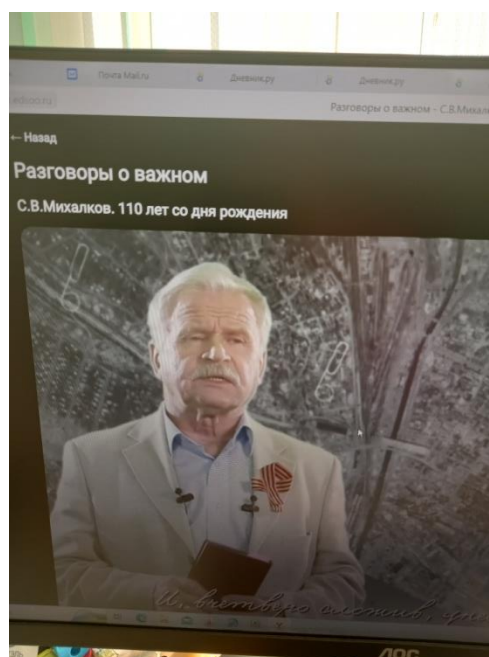 Почта Mail.ru Дневник.ру Дневник.ру
Разговоры о важном - С.В.Михалк
← Назад
Разговоры о важном
С.В.Михалков. 110 лет со дня рождения
И,
AOC